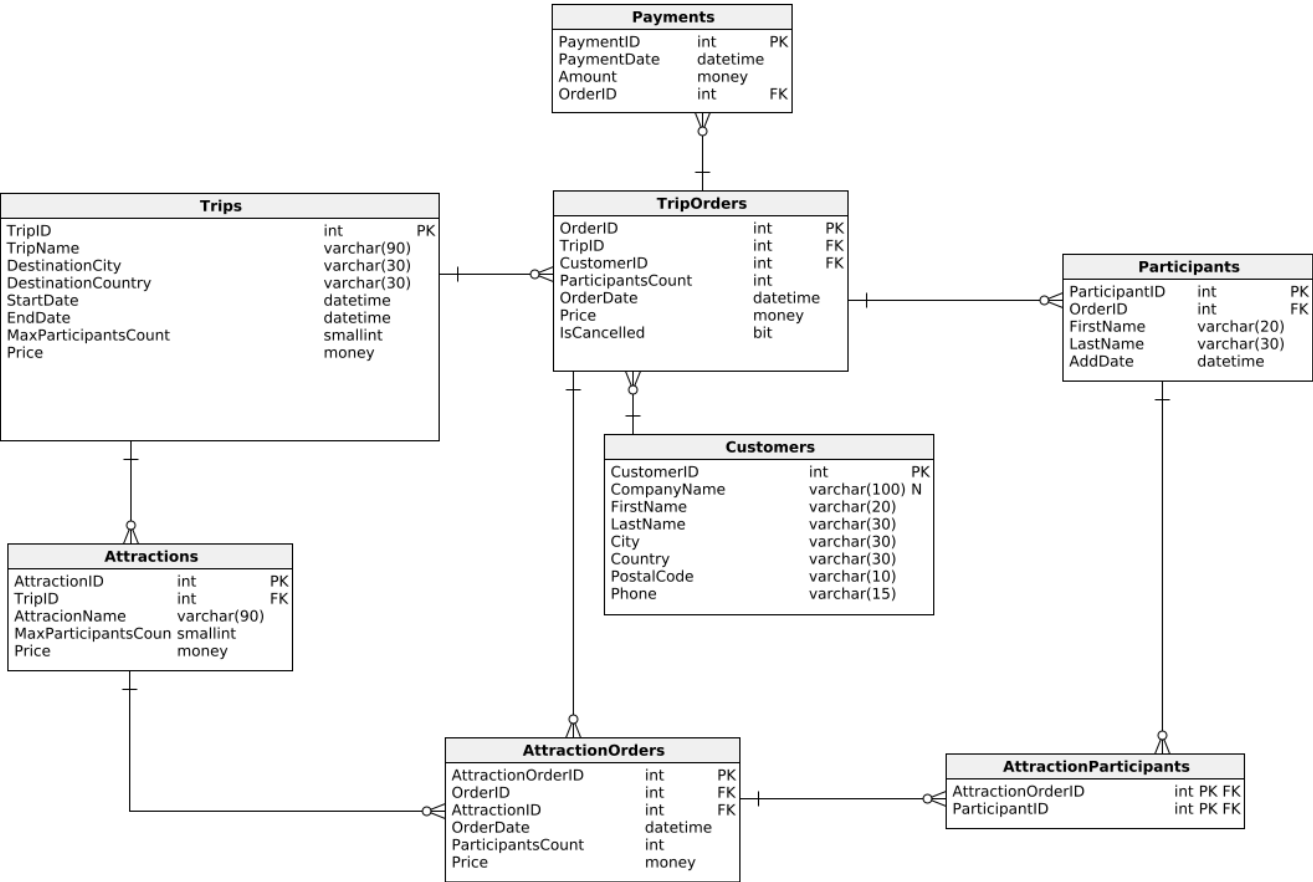 Payments
PaymentID int PK
PaymentDate datetime
Amount money
OrderID int FK
Trips
TripID int PK
TripName varchar(90)
DestinationCity varchar(30)
DestinationCountry varchar(30)
StartDate datetime
EndDate datetime
MaxParticipantsCount smallint
Price money
TripOrders
OrderID int PK
TripID int FK
CustomerID int FK
ParticipantsCount int
OrderDate datetime
Price money
IsCancelled bit
Participants
ParticipantID int PK
OrderID int FK
FirstName varchar(20)
LastName varchar(30)
AddDate datetime
Customers
CustomerID int PK
CompanyName varchar(100) N
FirstName varchar(20)
LastName varchar(30)
City varchar(30)
Country varchar(30)
PostalCode varchar(10)
Phone varchar(15)
Attractions
AttractionID int PK
TripID int FK
AttracionName varchar(90)
MaxParticipantsCoun smallint
Price money
AttractionOrders
AttractionOrderID int PK
OrderID int FK
AttractionID int FK
OrderDate datetime
ParticipantsCount int
Price money
AttractionParticipants
AttractionOrderID int PK FK
ParticipantID int PK FK